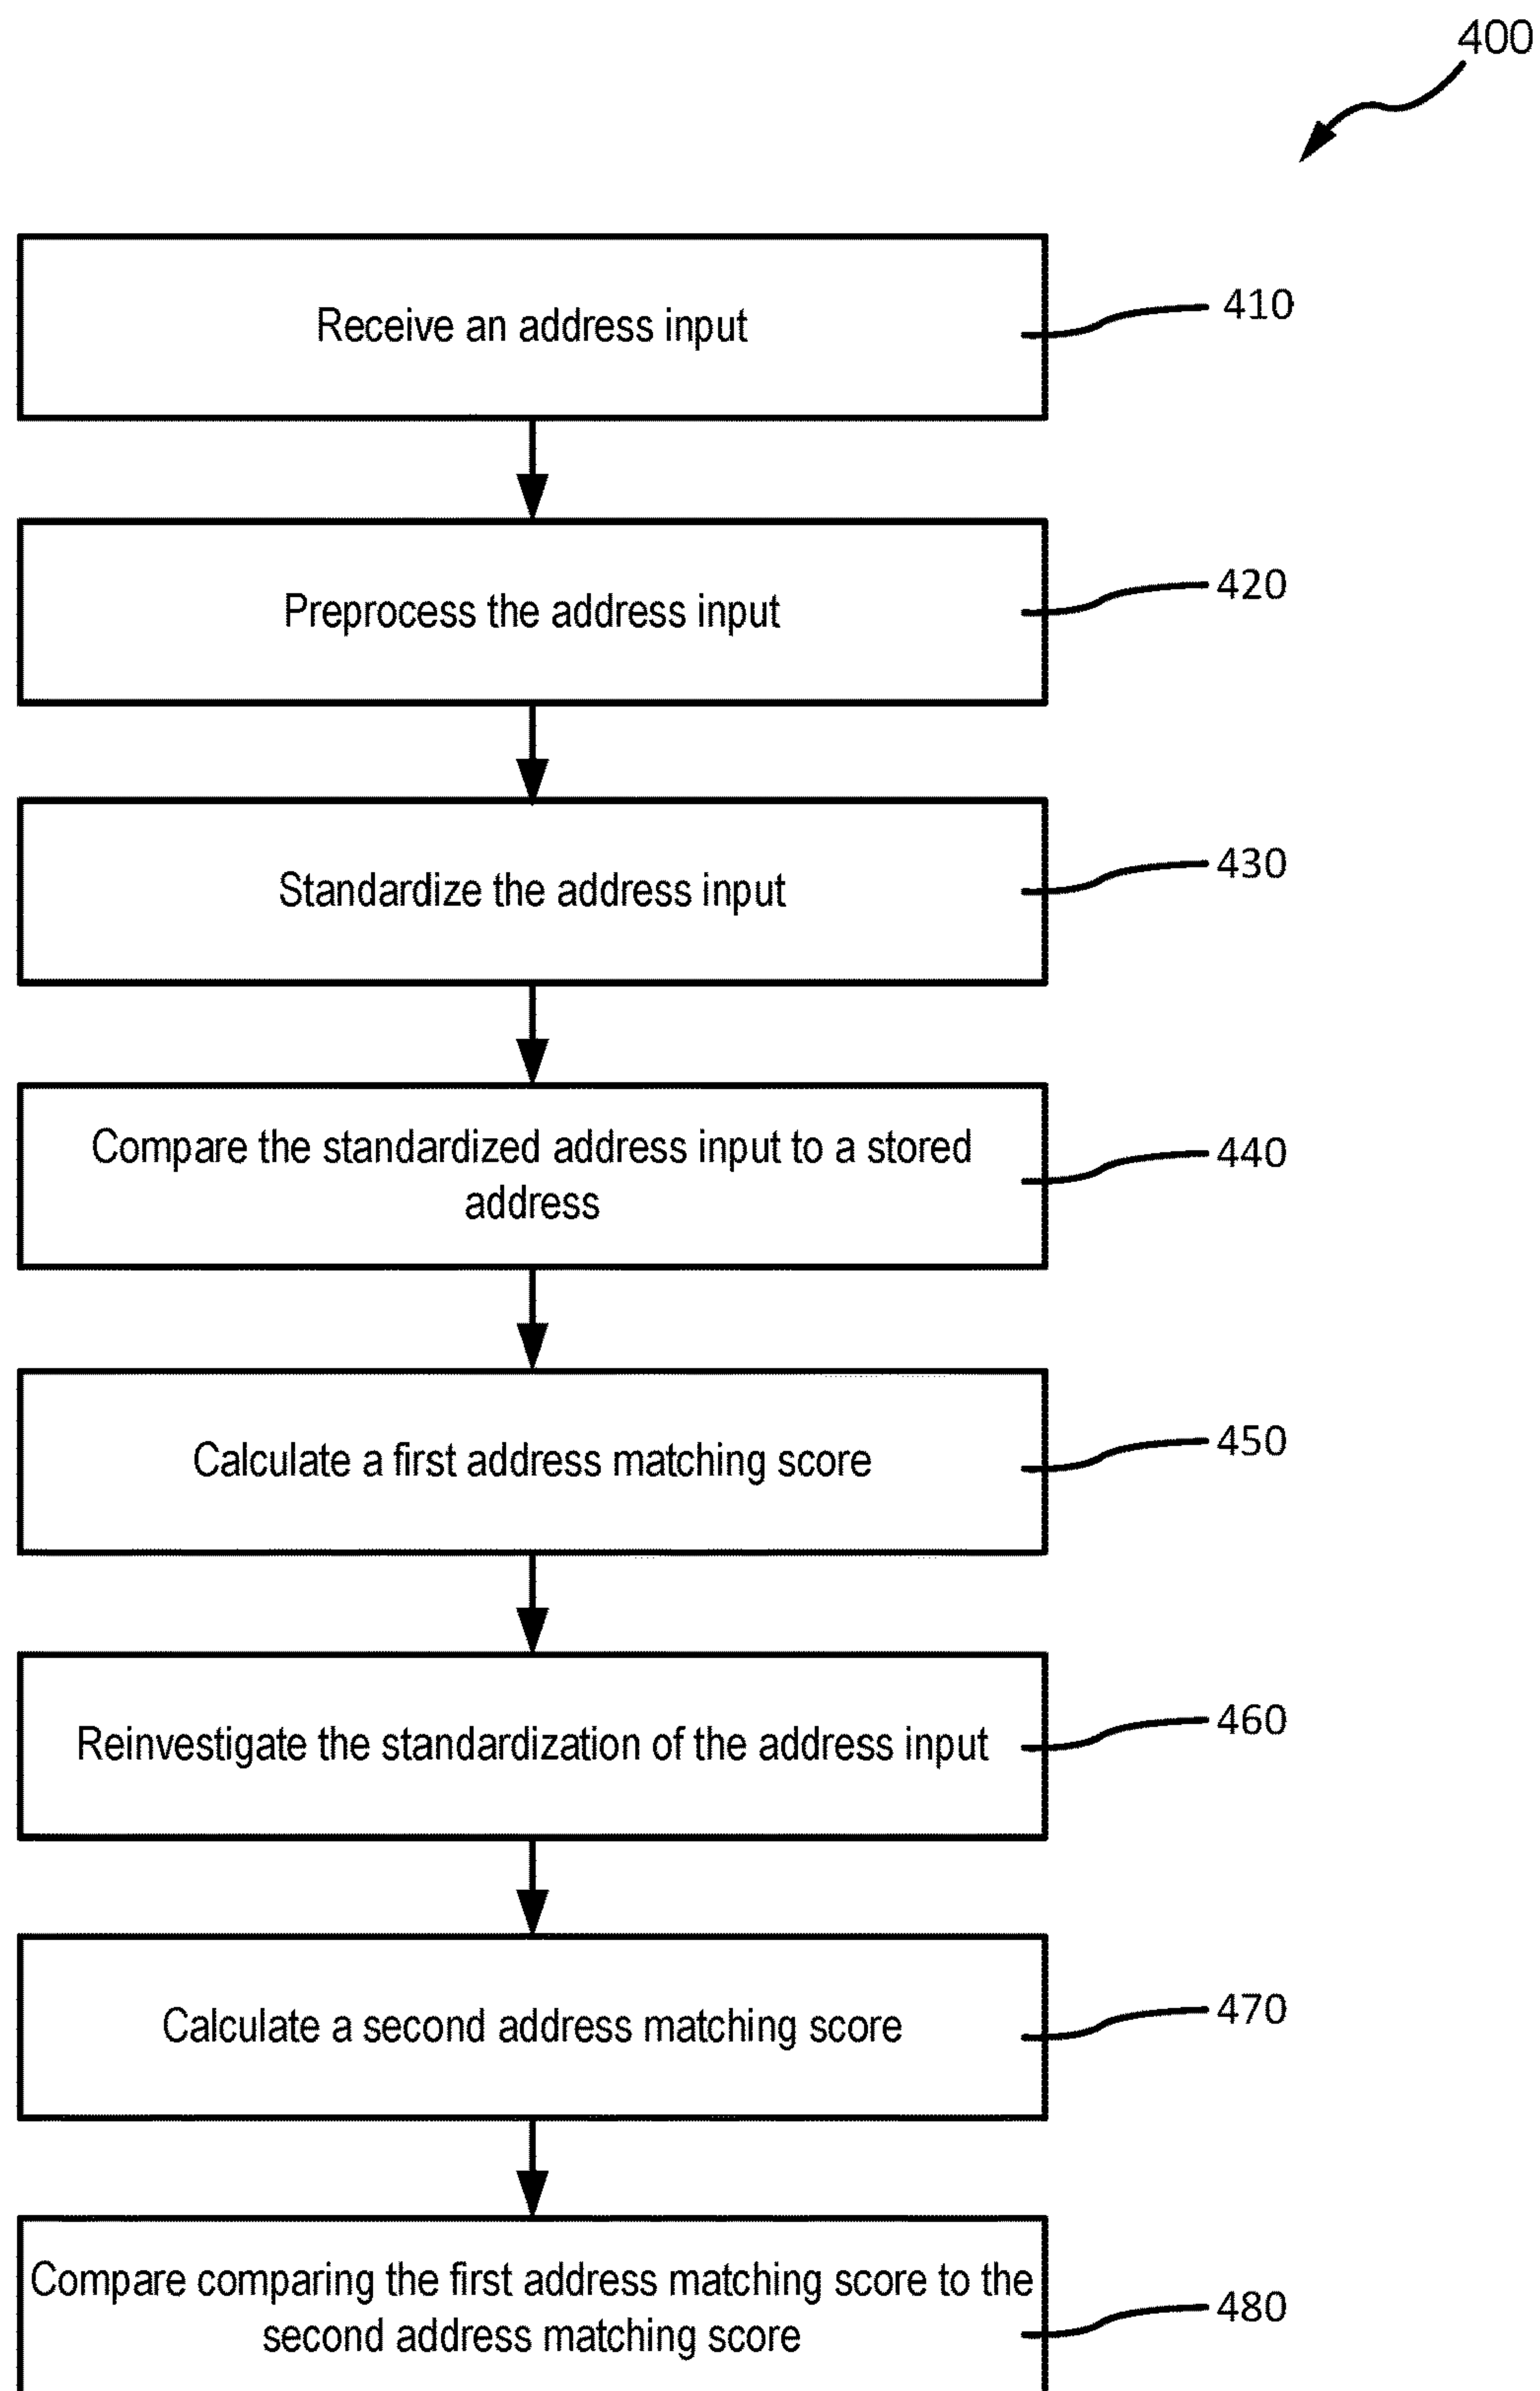 400
Receive an address input
410
Preprocess the address input
420
Standardize the address input
430
Compare the standardized address input to a stored
address
440
Calculate a first address matching score
450
Reinvestigate the standardization of the address input
460
Calculate a second address matching score
470
Compare comparing the first address matching score to the
second address matching score
480